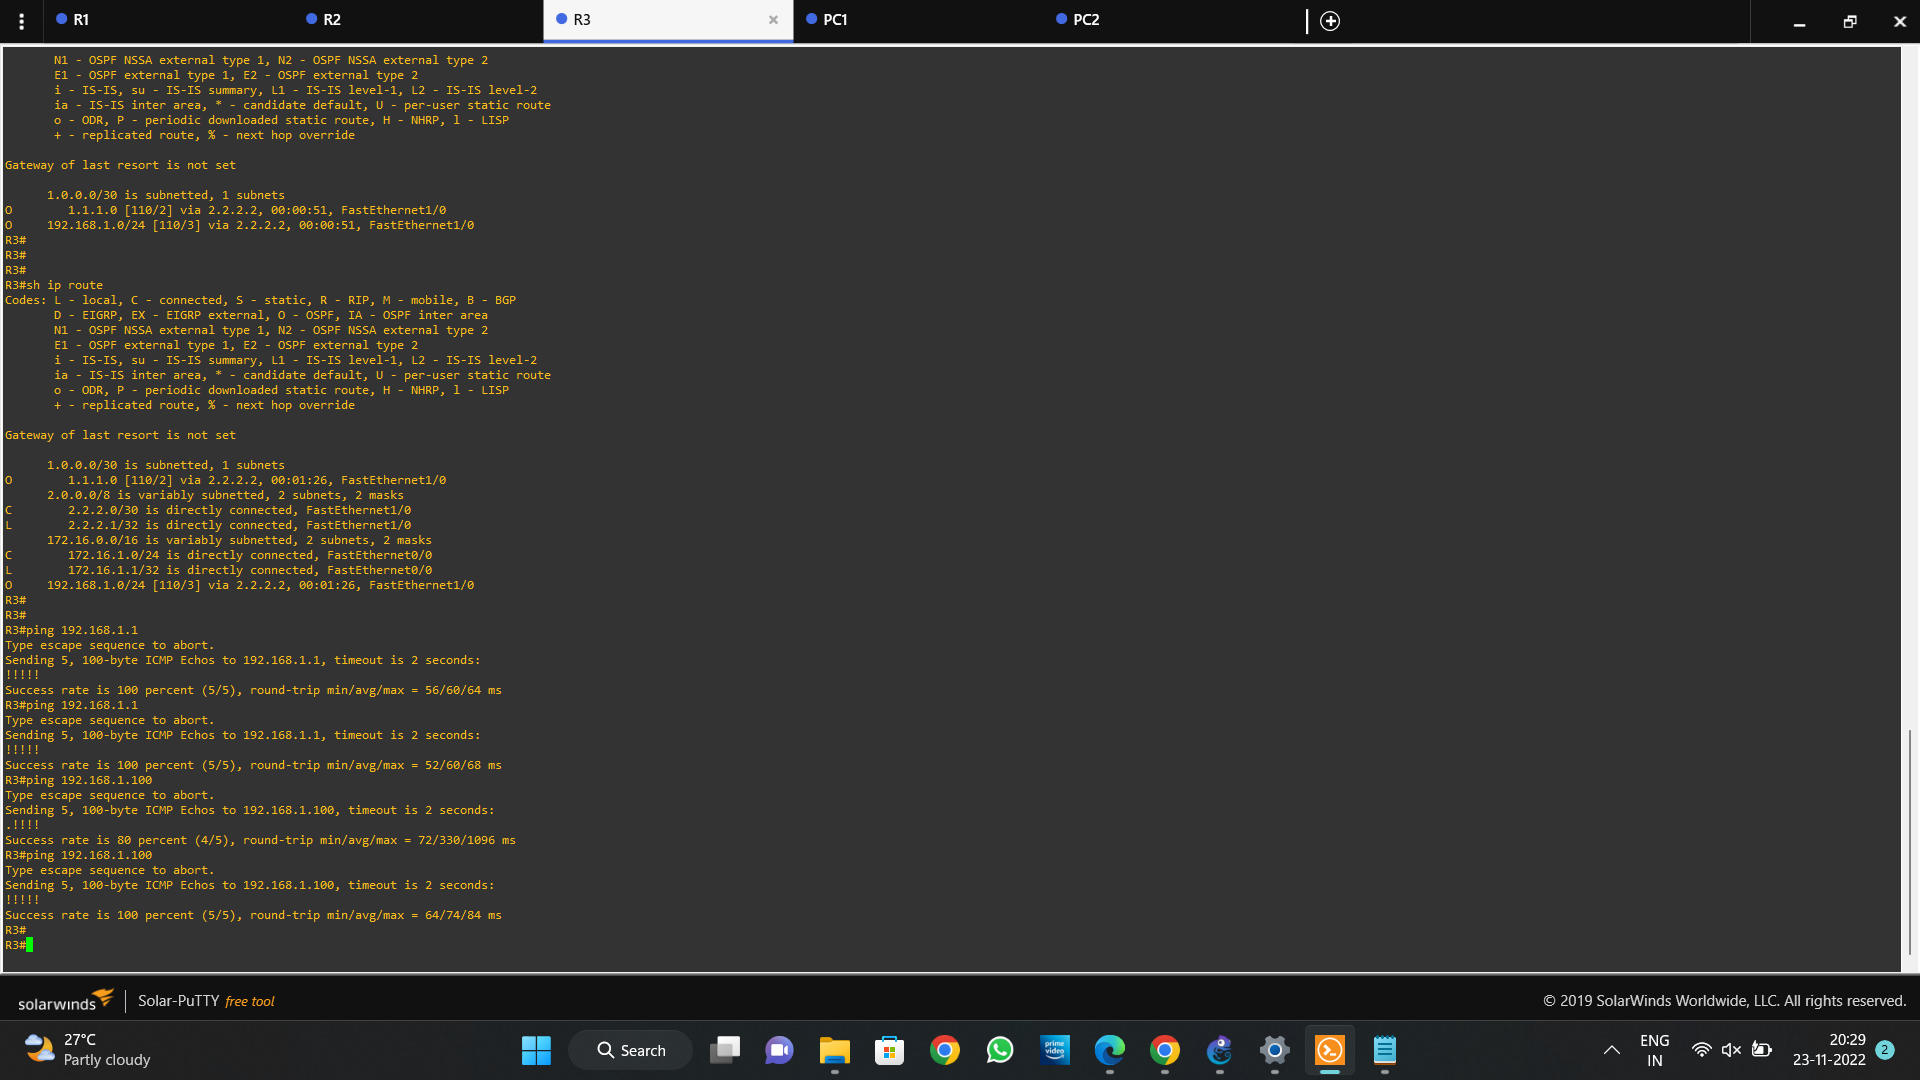 R1
R2
R3
PC1
PC2
N1 - OSPF NSSA external type 1, N2 - OSPF NSSA external type 2
E1 - OSPF external type 1, E2 - OSPF external type 2
i - IS-IS, su - IS-IS summary, L1 - IS-IS level-1, L2 - IS-IS level-2
ia - IS-IS inter area, * - candidate default, U - per-user static route
o - ODR, P - periodic downloaded static route, H - NHRP, l - LISP
+ - replicated route, % - next hop override
Gateway of last resort is not set
1.0.0.0/30 is subnetted, 1 subnets
O        1.1.1.0 [110/2] via 2.2.2.2, 00:00:51, FastEthernet1/0
O     192.168.1.0/24 [110/3] via 2.2.2.2, 00:00:51, FastEthernet1/0
R3#
R3#
R3#
R3#sh ip route
Codes: L - local, C - connected, S - static, R - RIP, M - mobile, B - BGP
D - EIGRP, EX - EIGRP external, O - OSPF, IA - OSPF inter area
N1 - OSPF NSSA external type 1, N2 - OSPF NSSA external type 2
E1 - OSPF external type 1, E2 - OSPF external type 2
i - IS-IS, su - IS-IS summary, L1 - IS-IS level-1, L2 - IS-IS level-2
ia - IS-IS inter area, * - candidate default, U - per-user static route
o - ODR, P - periodic downloaded static route, H - NHRP, l - LISP
+ - replicated route, % - next hop override
Gateway of last resort is not set
1.0.0.0/30 is subnetted, 1 subnets
O        1.1.1.0 [110/2] via 2.2.2.2, 00:01:26, FastEthernet1/0
2.0.0.0/8 is variably subnetted, 2 subnets, 2 masks
C        2.2.2.0/30 is directly connected, FastEthernet1/0
L        2.2.2.1/32 is directly connected, FastEthernet1/0
172.16.0.0/16 is variably subnetted, 2 subnets, 2 masks
C        172.16.1.0/24 is directly connected, FastEthernet0/0
L        172.16.1.1/32 is directly connected, FastEthernet0/0
O     192.168.1.0/24 [110/3] via 2.2.2.2, 00:01:26, FastEthernet1/0
R3#
R3#
R3#ping 192.168.1.1
Type escape sequence to abort.
Sending 5, 100-byte ICMP Echos to 192.168.1.1, timeout is 2 seconds:
!!!!!
Success rate is 100 percent (5/5), round-trip min/avg/max = 56/60/64 ms
R3#ping 192.168.1.1
Type escape sequence to abort.
Sending 5, 100-byte ICMP Echos to 192.168.1.1, timeout is 2 seconds:
!!!!!
Success rate is 100 percent (5/5), round-trip min/avg/max = 52/60/68 ms
R3#ping 192.168.1.100
Type escape sequence to abort.
Sending 5, 100-byte ICMP Echos to 192.168.1.100, timeout is 2 seconds:
.!!!!
Success rate is 80 percent (4/5), round-trip min/avg/max = 72/330/1096 ms
R3#ping 192.168.1.100
Type escape sequence to abort.
Sending 5, 100-byte ICMP Echos to 192.168.1.100, timeout is 2 seconds:
!!!!!
Success rate is 100 percent (5/5), round-trip min/avg/max = 64/74/84 ms
R3#
R3#
solarwinds
Solar-PuTTY free tool
© 2019 SolarWinds Worldwide, LLC. All rights reserved.
27°C
Partly cloudy
Search
prime video
ENG
IN
20:29
23-11-2022
2